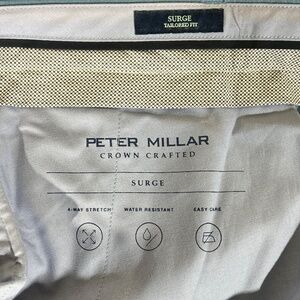 SURGE
TAILORED FIT
PETER MILLAR
CROWN CRAFTED
SURGE
4-WAY STRETCH WATER RESISTANT EASY CARE